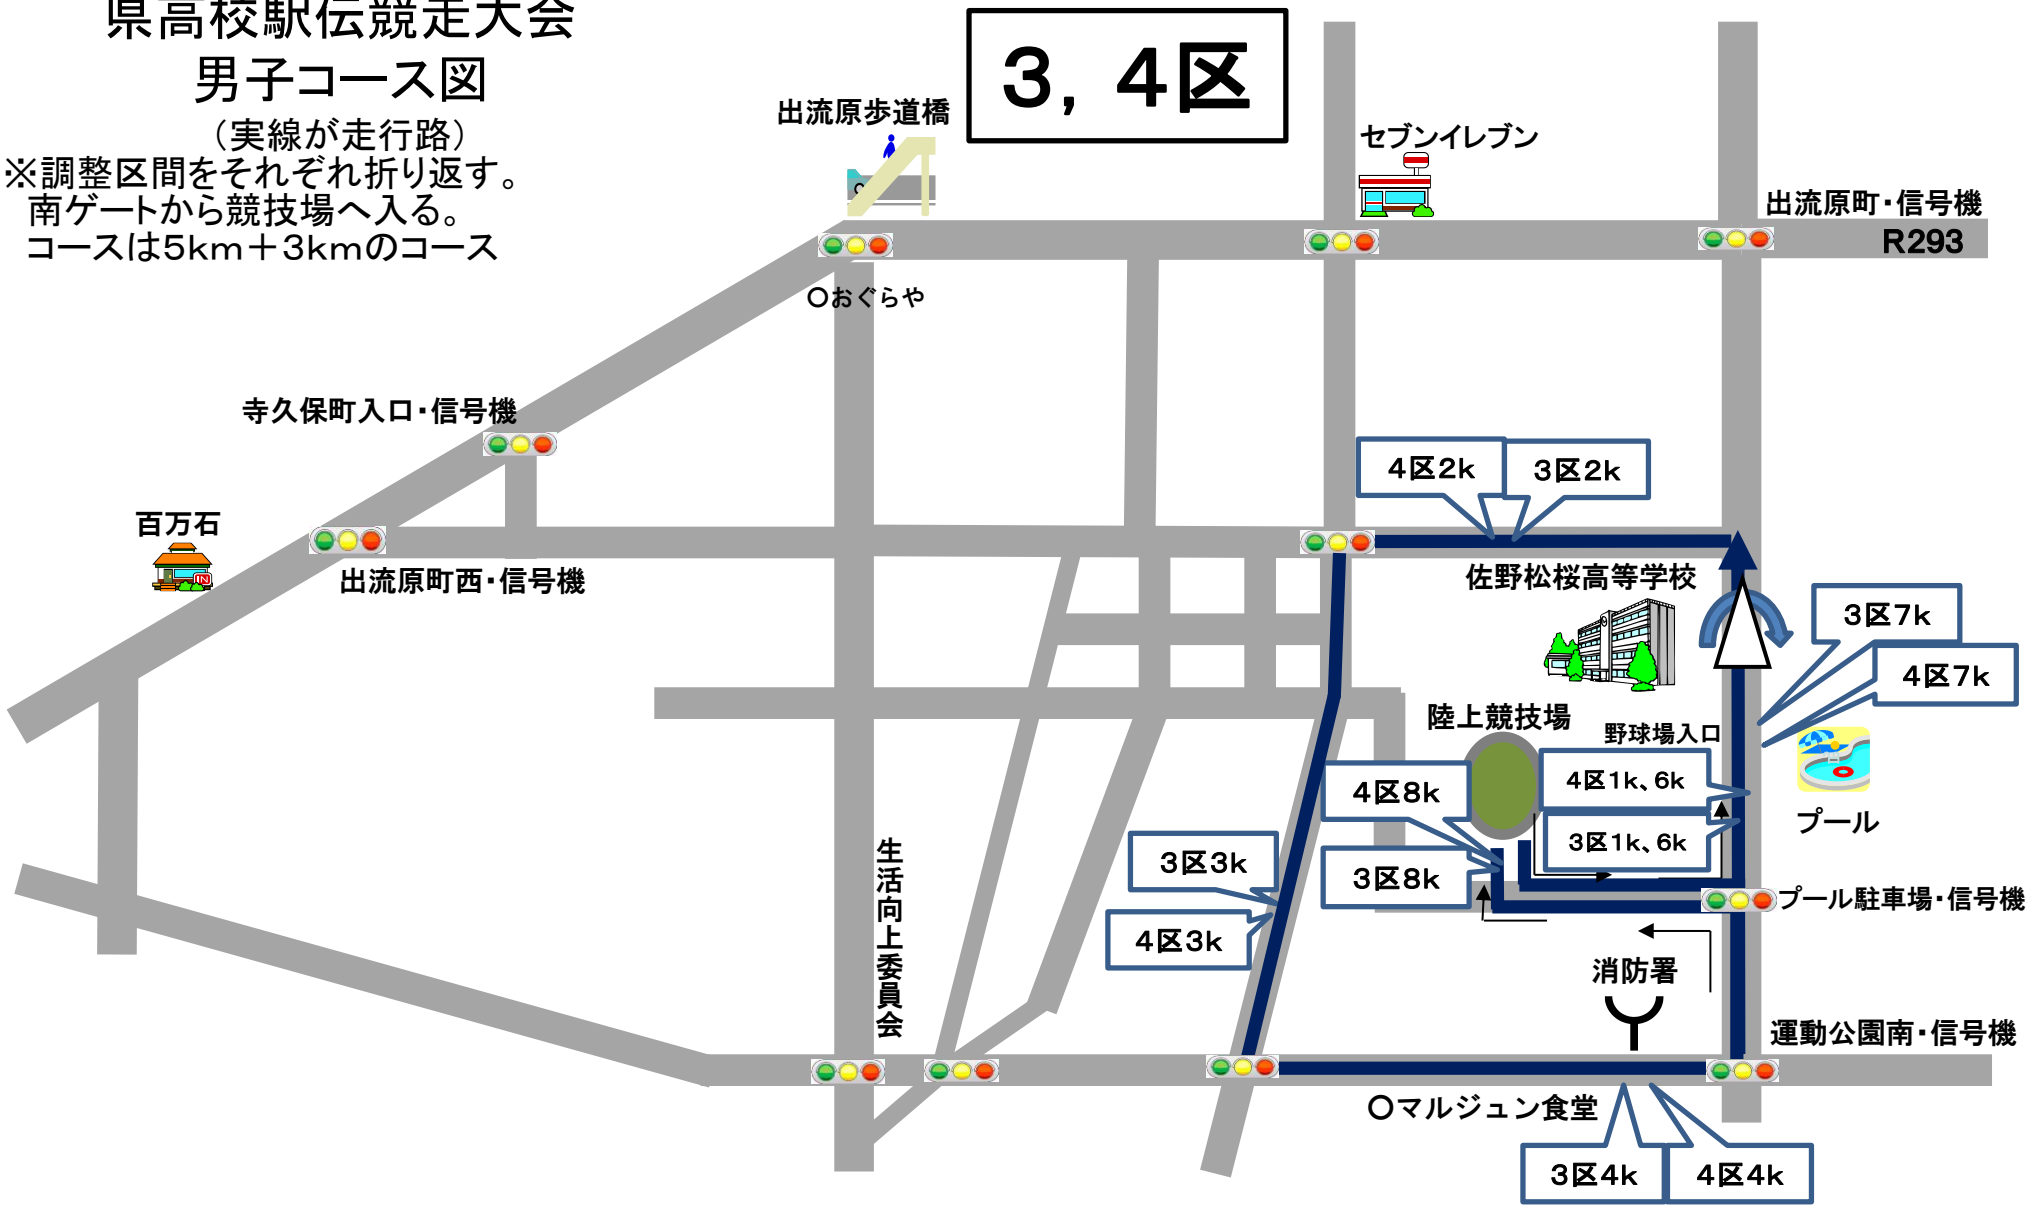 県高校駅伝競走大会
男子コース図
（実線が走行路）
※調整区間をそれぞれ折り返す。
南ゲートから競技場へ入る。
コースは5km＋3kmのコース
3，4区
出流原歩道橋
セブンイレブン
出流原町・信号機
R293
○おぐらや
寺久保町入口・信号機
4区2k
3区2k
百万石
IN
出流原町西・信号機
佐野松桜高等学校
3区7k
4区7k
陸上競技場
野球場入口
4区1k、6k
4区8k
プール
3区1k、6k
3区3k
3区8k
プール駐車場・信号機
生活向上委員会
4区3k
消防署
運動公園南・信号機
○マルジュン食堂
3区4k
4区4k